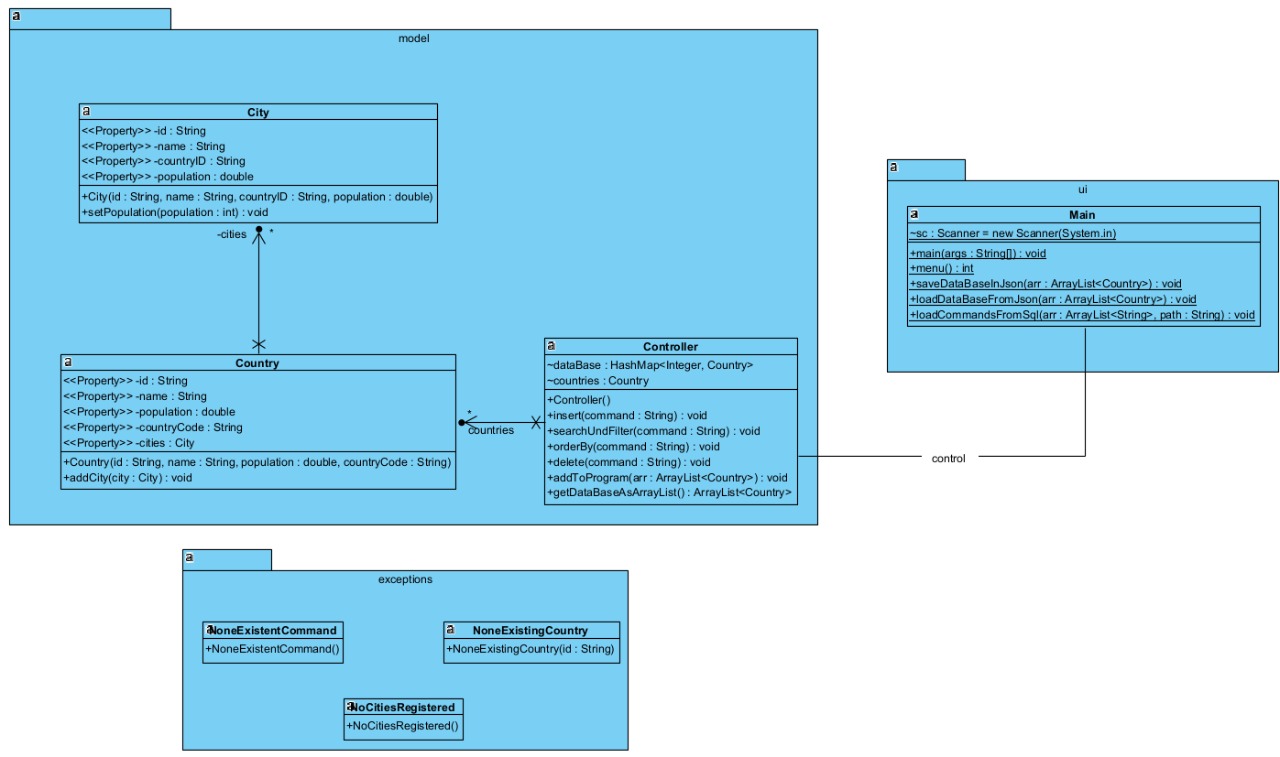 a
model
a
City
<<Property>> -id : String
<<Property>> -name : String
<<Property>> -countryID : String
<<Property>> -population : double
+City(id : String, name : String, countryID : String, population : double)
+setPopulation(population : int) : void
-cities
*
a
Country
<<Property>> -id : String
<<Property>> -name : String
<<Property>> -population : double
<<Property>> -countryCode : String
<<Property>> -cities : City
+Country(id : String, name : String, population : double, countryCode : String)
+addCity(city : City) : void
*
countries
a
Controller
~dataBase : HashMap<Integer, Country>
~countries : Country
+Controller()
+insert(command : String) : void
+searchUndFilter(command : String) : void
+orderBy(command : String) : void
+delete(command : String) : void
+addToProgram(arr : ArrayList<Country>) : void
+getDataBaseAsArrayList() : ArrayList<Country>
control
a
ui
a
Main
~sc : Scanner = new Scanner(System.in)
+main(args : String[]) : void
+menu() : int
+saveDataBaseInJson(arr : ArrayList<Country>) : void
+loadDataBaseFromJson(arr : ArrayList<Country>) : void
+loadCommandsFromSql(arr : ArrayList<String>, path : String) : void
a
exceptions
a
NoneExistentCommand
+NoneExistentCommand()
a
NoneExistingCountry
+NoneExistingCountry(id : String)
a
NoCitiesRegistered
+NoCitiesRegistered()